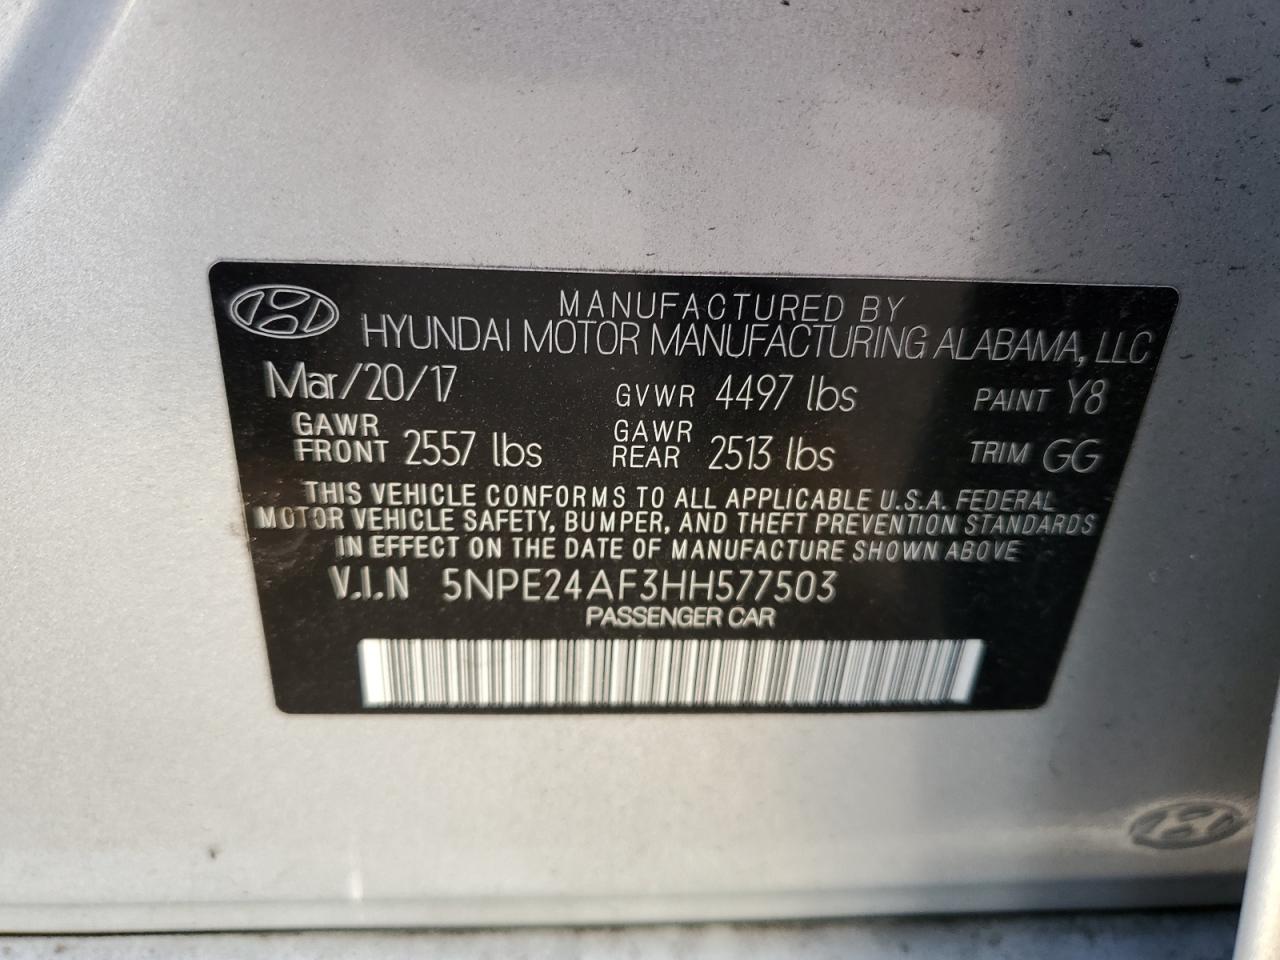 MANUFACTURED BY
HYUNDAI MOTOR MANUFACTURING ALABAMA, LLC
Mar/20/17 GVWR 4497 lbs PAINT Y8
GAWR FRONT 2557 lbs GAWR REAR 2513 lbs TRIM GG
THIS VEHICLE CONFORMS TO ALL APPLICABLE U.S.A. FEDERAL
MOTOR VEHICLE SAFETY, BUMPER, AND THEFT PREVENTION STANDARDS
IN EFFECT ON THE DATE OF MANUFACTURE SHOWN ABOVE
V.I.N 5NPE24AF3HH577503
PASSENGER CAR